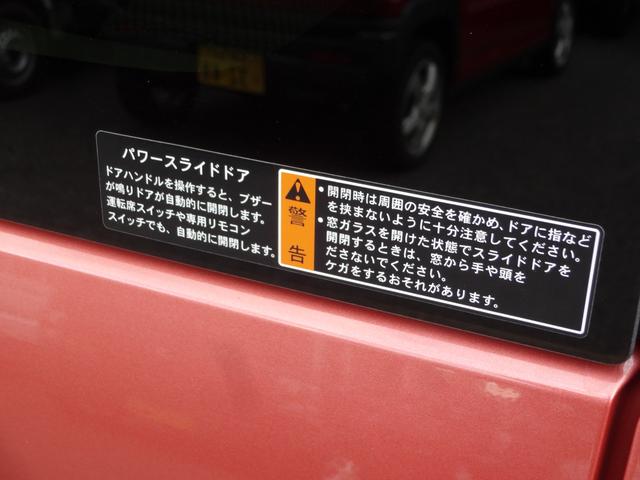 パワースライドドア
ドアハンドルを操作すると、ブザー
が鳴りドアが自動的に開閉します。
運転席スイッチや専用リモコン
スイッチでも、自動的に開閉します。
警告
・開閉時は周囲の安全を確かめ、ドアに指など
を挟まないように十分注意してください。
・窓ガラスを開けた状態でスライドドアを
開閉するときは、窓から手や頭を
ださないでください。
ケガをするおそれがあります。